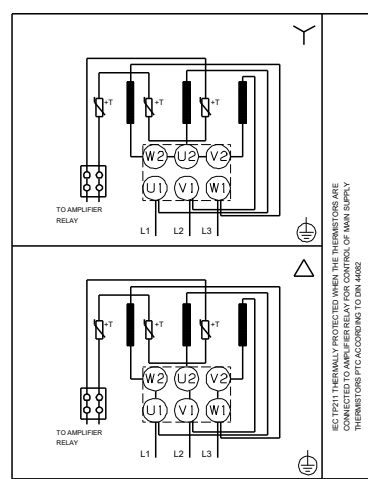 +T +T +T
W2 U2 V2
U1 V1 W1
TO AMPLIFIER
RELAY
L1 L2 L3
+T +T +T
W2 U2 V2
U1 V1 W1
TO AMPLIFIER
RELAY
L1 L2 L3
IEC TP211 THERMALLY PROTECTED WHEN THE THERMISTORS ARE
CONNECTED TO AMPLIFIER RELAY FOR CONTROL OF MAIN SUPPLY
THERMISTORS PTC ACCORDING TO DIN 44082